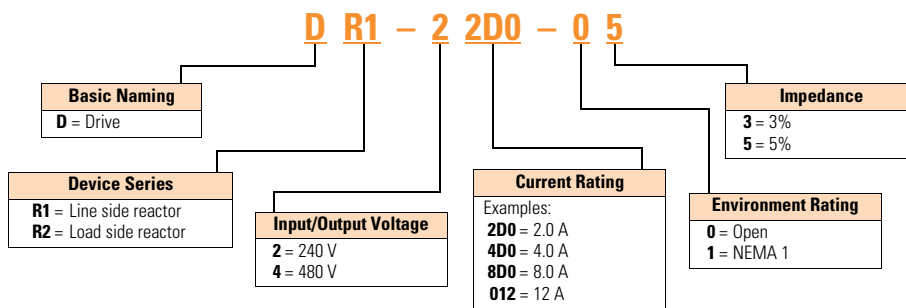 D R1 – 2 2D0 – 0 5
Basic Naming
D = Drive
Device Series
R1 = Line side reactor
R2 = Load side reactor
Input/Output Voltage
2 = 240 V
4 = 480 V
Current Rating
Examples:
2D0 = 2.0 A
4D0 = 4.0 A
8D0 = 8.0 A
012 = 12 A
Environment Rating
0 = Open
1 = NEMA 1
Impedance
3 = 3%
5 = 5%